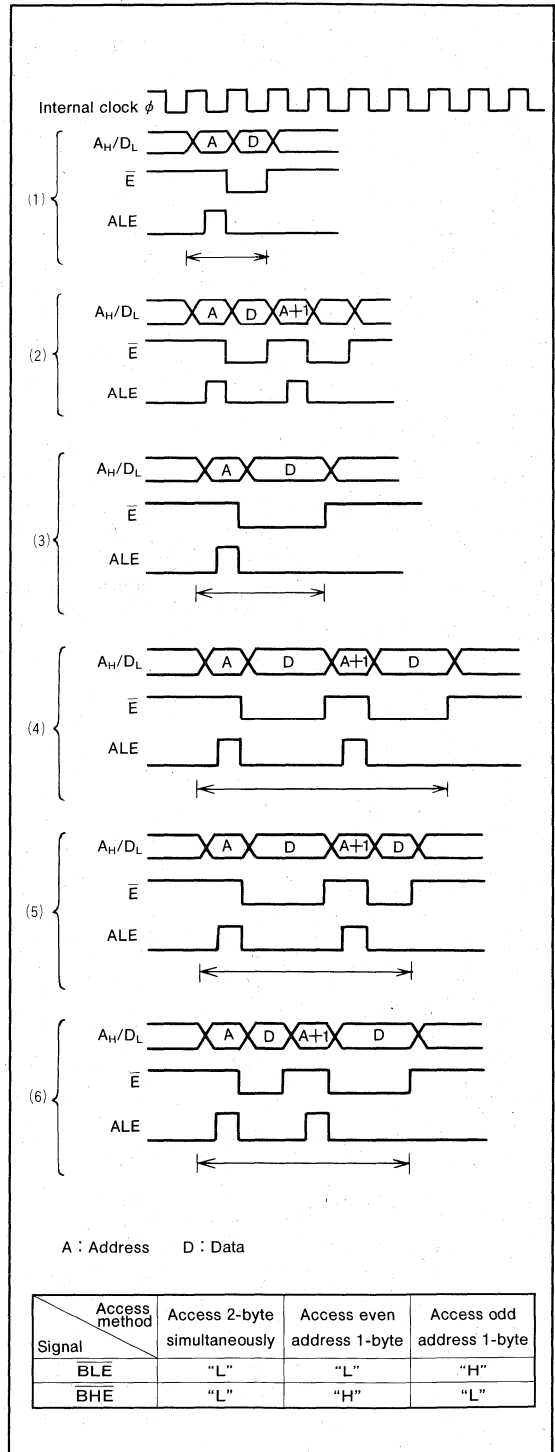 Internal clock ϕ
(1)
A_H/D_L A D
E̅
ALE
(2)
A_H/D_L A D A+1
E̅
ALE
(3)
A_H/D_L A D
E̅
ALE
(4)
A_H/D_L A D A+1 D
E̅
ALE
(5)
A_H/D_L A D A+1 D
E̅
ALE
(6)
A_H/D_L A D A+1 D
E̅
ALE
A : Address D : Data
Access method
Signal
Access 2-byte simultaneously
Access even address 1-byte
Access odd address 1-byte
B̅L̅E̅ “L” “L” “H”
B̅H̅E̅ “L” “H” “L”